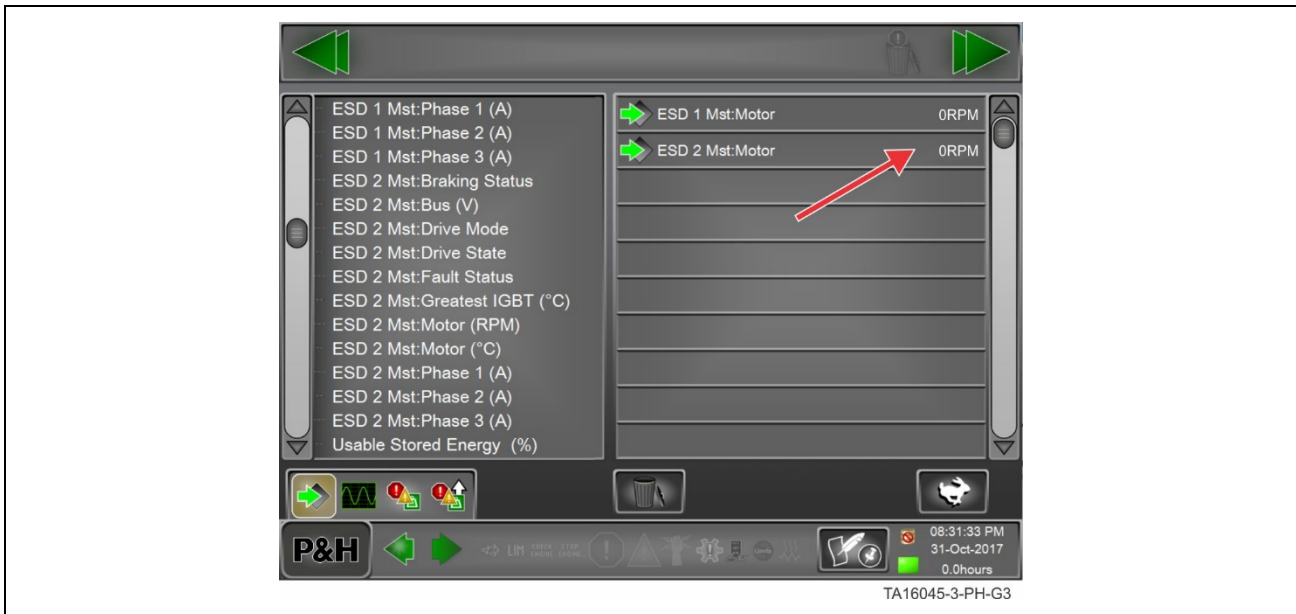 ESD 1 Mst:Phase 1 (A)
ESD 1 Mst:Phase 2 (A)
ESD 1 Mst:Phase 3 (A)
ESD 2 Mst:Braking Status
ESD 2 Mst:Bus (V)
ESD 2 Mst:Drive Mode
ESD 2 Mst:Drive State
ESD 2 Mst:Fault Status
ESD 2 Mst:Greatest IGBT (°C)
ESD 2 Mst:Motor (RPM)
ESD 2 Mst:Motor (°C)
ESD 2 Mst:Phase 1 (A)
ESD 2 Mst:Phase 2 (A)
ESD 2 Mst:Phase 3 (A)
Usable Stored Energy (%)
ESD 1 Mst:Motor 0RPM
ESD 2 Mst:Motor 0RPM
P&H
LIM
CHECK ENGINE
STOP ENGINE
08:31:33 PM
31-Oct-2017
0.0hours
TA16045-3-PH-G3